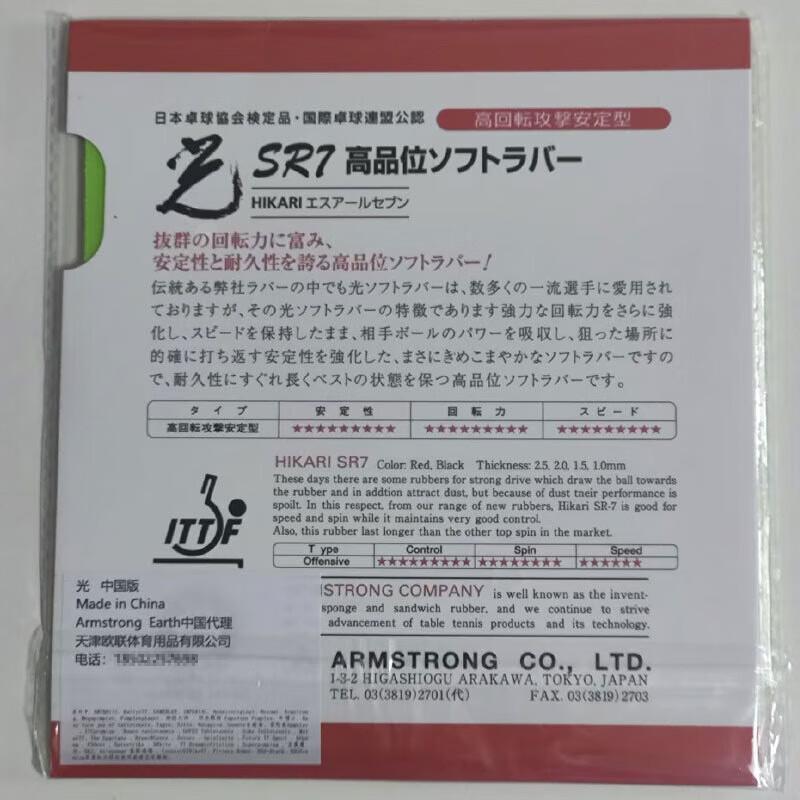 日本卓球協会検定品・国際卓球連盟公認 高回転攻撃安定型
光 SR7 高品位ソフトラバー
HIKARI エスアールセブン
抜群の回転力に富み、
安定性と耐久性を誇る高品位ソフトラバー!
伝統ある弊社ラバーの中でも光ソフトラバーは、数多くの一流選手に愛用され
ておりますが、その光ソフトラバーの特徴であります強力な回転力をさらに強
化し、スピードを保持したまま、相手ボールのパワーを吸収し、狙った場所に
的確に打ち返す安定性を強化した、まさにきめこまやかなソフトラバーですの
で、耐久性にすぐれ長くベストの状態を保つ高品位ソフトラバーです。
タイプ 安定性 回転力 スピード
高回転攻撃安定型 ★★★★★★★★★ ★★★★★★★★★ ★★★★★★★★★
HIKARI SR7 Color: Red, Black Thickness: 2.5, 2.0, 1.5, 1.0mm
These days there are some rubbers for strong drive which draw the ball towards
the rubber and in addtion attract dust, but because of dust tneir performance is
spoilt. In this respect, from our range of new rubbers, Hikari SR-7 is good for
speed and spin while it maintains very good control.
Also, this rubber last longer than the other top spin in the market.
Type Control Spin Speed
Offensive ★★★★★★★★★ ★★★★★★★★ ★★★★★★
ITTF
STRONG COMPANY is well known as the invent-
sponge and sandwich rubber, and we continue to strive
advancement of table tennis products and its technology.
ARMSTRONG CO., LTD.
1-3-2 HIGASHIOGU ARAKAWA, TOKYO, JAPAN
TEL. 03(3819)2701(代) FAX. 03(3819)2703
光 中国版
Made in China
Armstrong Earth中国代理
天津欧联体育用品有限公司
电话: